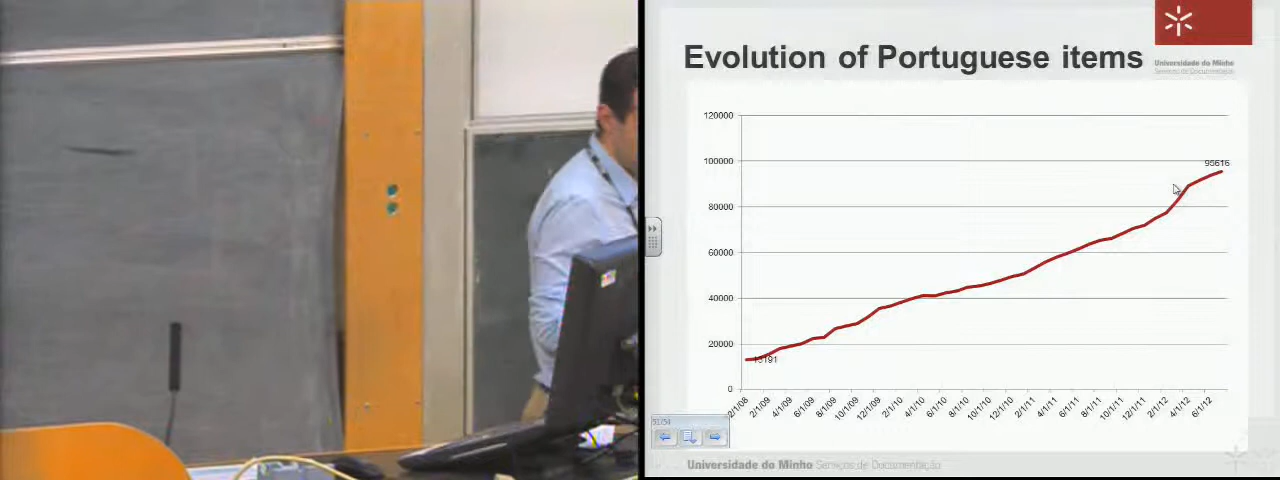 Evolution of Portuguese items
Universidade do Minho
Serviços de Documentação
120000
100000
80000
60000
40000
20000
0
95616
13191
2/1/08 2/1/09 4/1/09 6/1/09 8/1/09 10/1/09 12/1/09 2/1/10 4/1/10 6/1/10 8/1/10 10/1/10 12/1/10 2/1/11 4/1/11 6/1/11 8/1/11 10/1/11 12/1/11 2/1/12 4/1/12 6/1/12
51/54
Universidade do Minho Serviços de Documentação